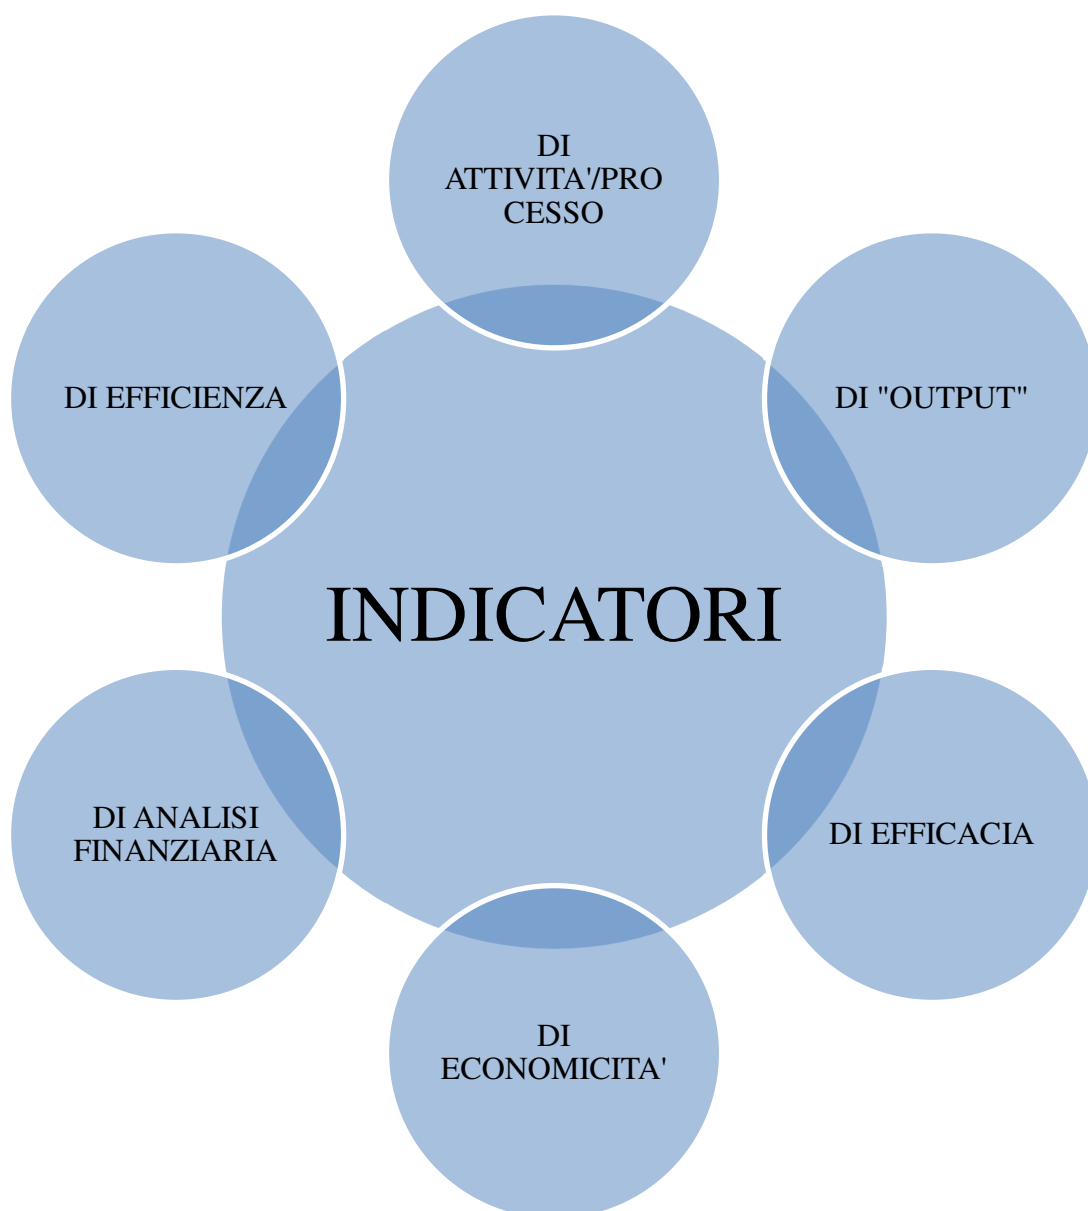 DI
ATTIVITA'/PRO
CESSO
DI "OUTPUT"
DI EFFICACIA
DI
ECONOMICITA'
DI ANALISI
FINANZIARIA
DI EFFICIENZA
INDICATORI